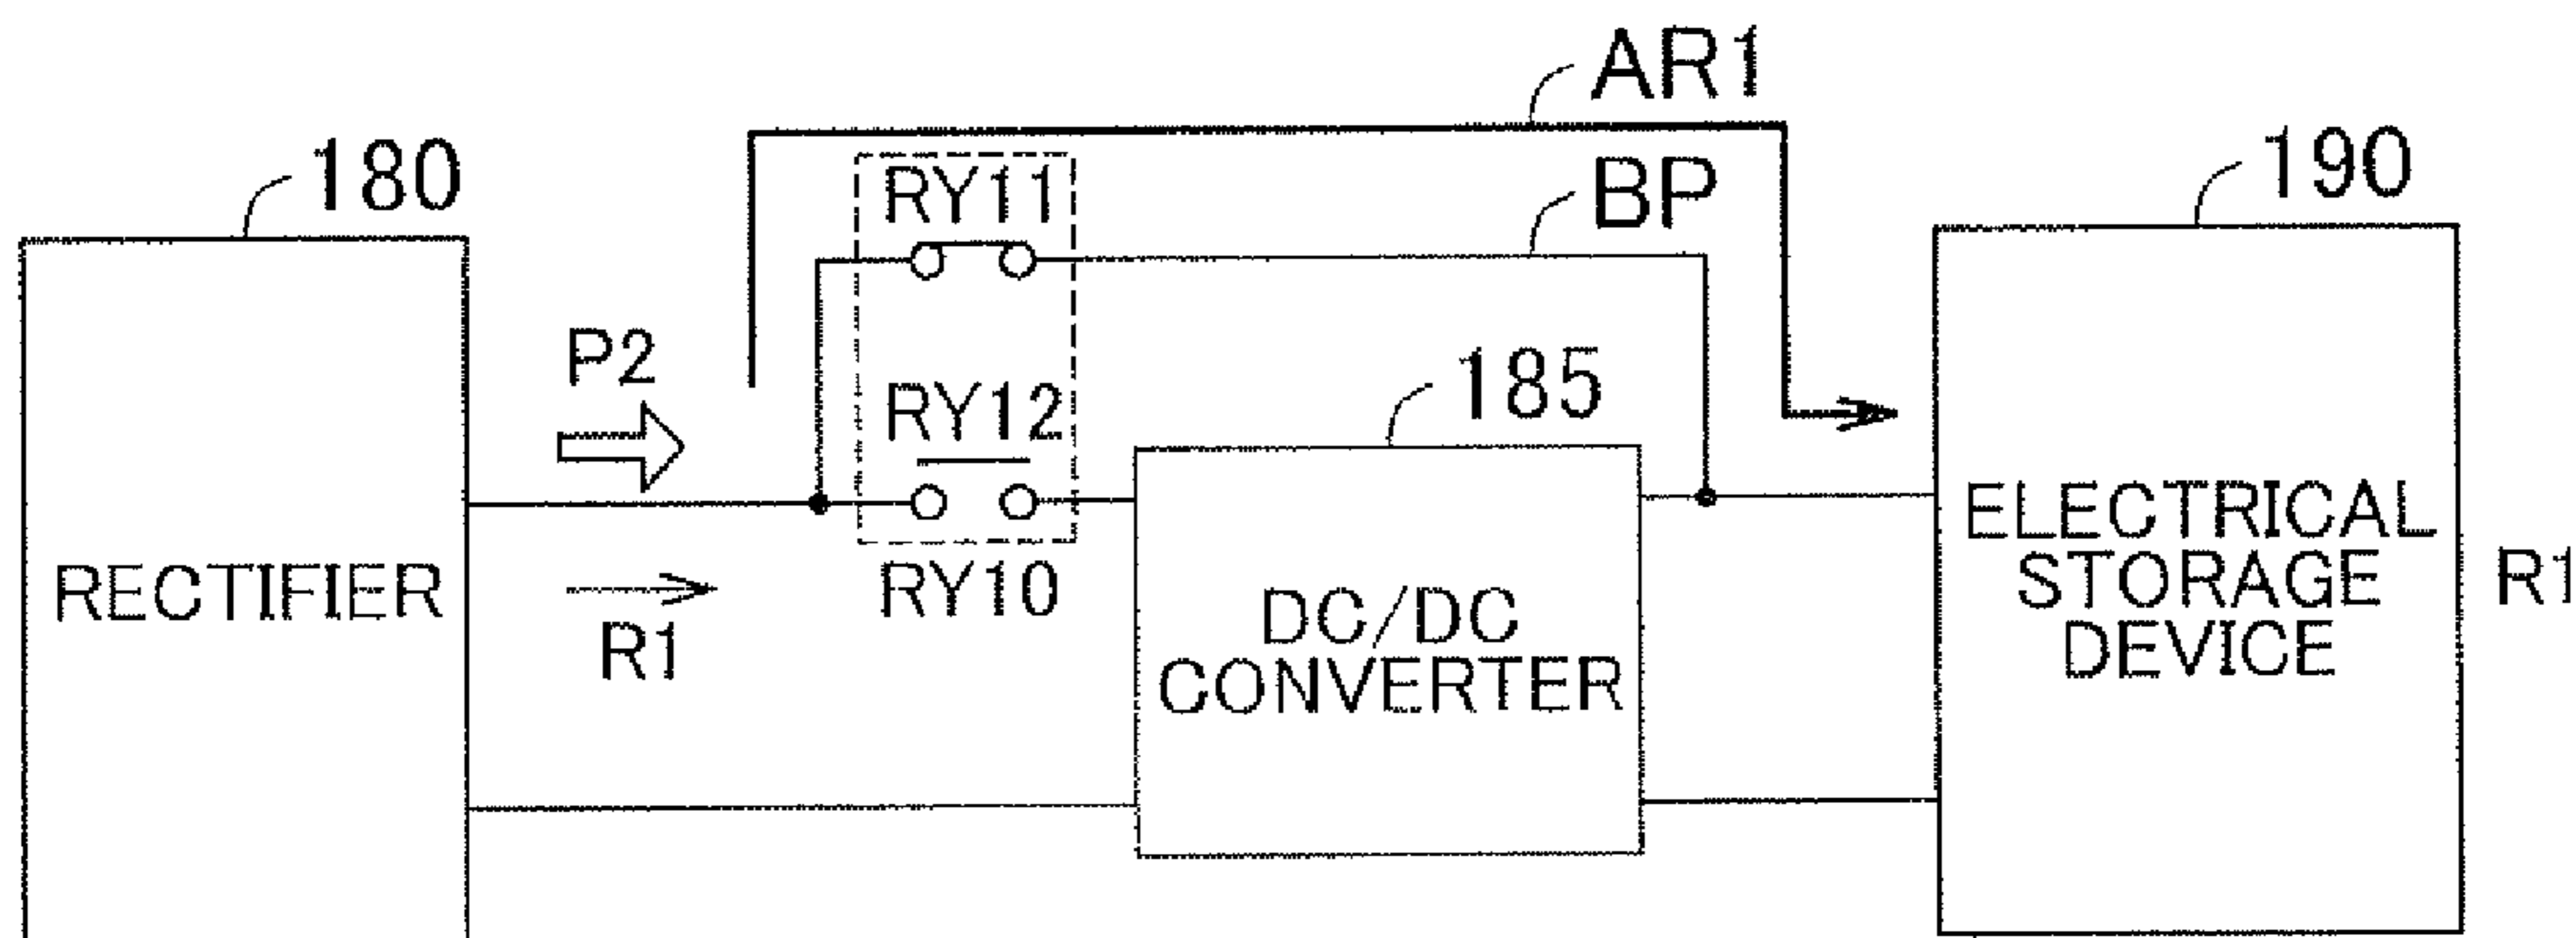 AR1
180
RY11
BP
190
P2
RY12
185
RECTIFIER
R1
RY10
DC/DC
CONVERTER
ELECTRICAL
STORAGE
DEVICE
R1